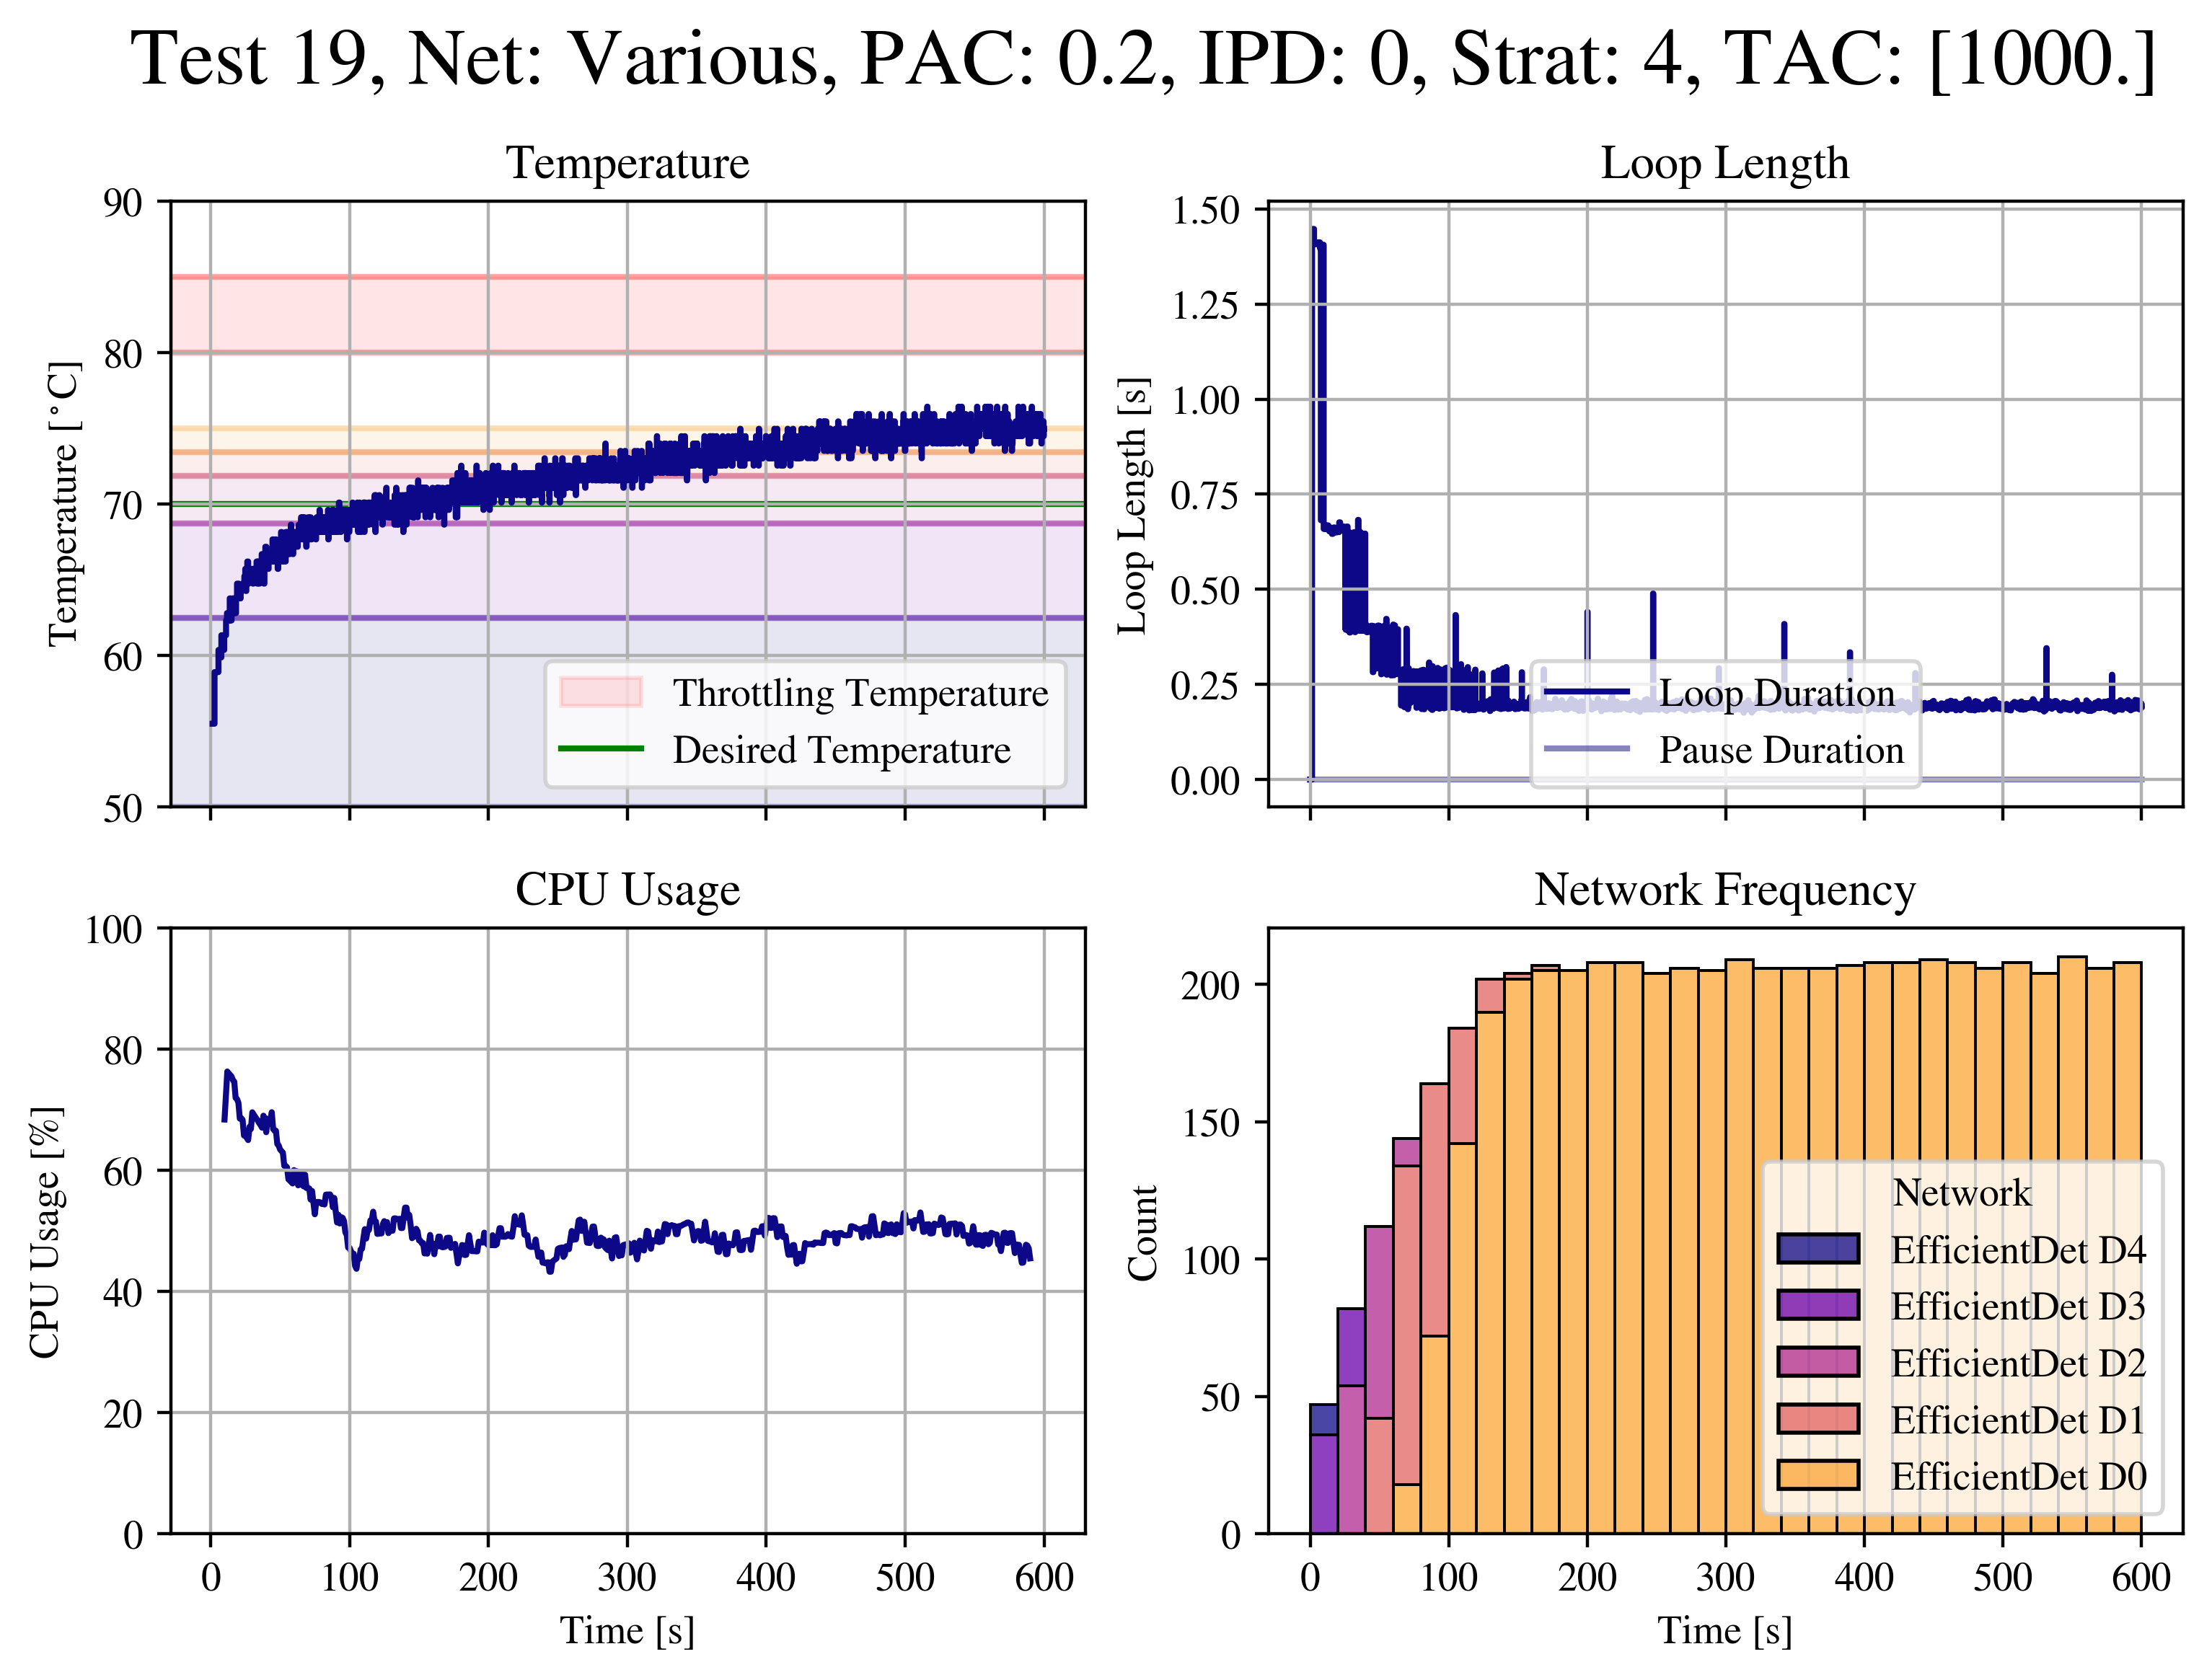 Test 19, Net: Various, PAC: 0.2, IPD: 0, Strat: 4, TAC: [1000.]
Temperature
90
80
70
60
50
Temperature [°C]
Throttling Temperature
Desired Temperature
Loop Length
1.50
1.25
1.00
0.75
0.50
0.25
0.00
Loop Length [s]
Loop Duration
Pause Duration
CPU Usage
100
80
60
40
20
0
CPU Usage [%]
0 100 200 300 400 500 600
Time [s]
Network Frequency
200
150
100
50
0
Count
Network
EfficientDet D4
EfficientDet D3
EfficientDet D2
EfficientDet D1
EfficientDet D0
0 100 200 300 400 500 600
Time [s]